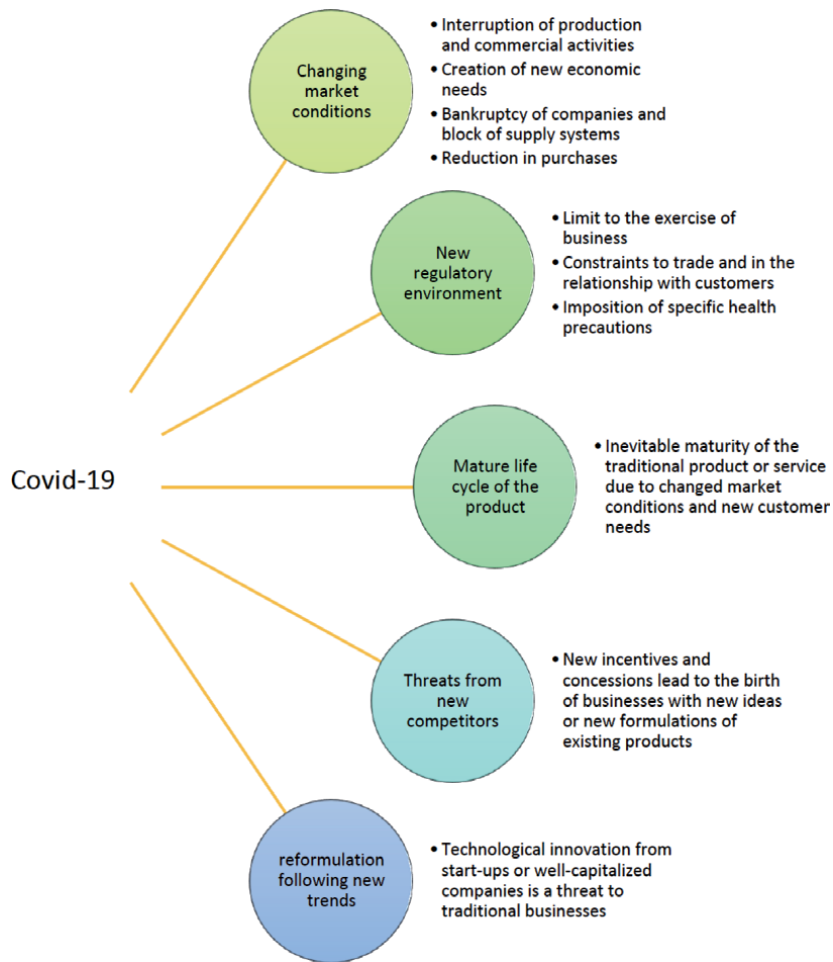 Changing
market
conditions
• Interruption of production
and commercial activities
• Creation of new economic
needs
• Bankruptcy of companies and
block of supply systems
• Reduction in purchases
New
regulatory
environment
• Limit to the exercise of
business
• Constraints to trade and in the
relationship with customers
• Imposition of specific health
precautions
Covid-19
Mature life
cycle of the
product
• Inevitable maturity of the
traditional product or service
due to changed market
conditions and new customer
needs
Threats from
new
competitors
• New incentives and
concessions lead to the birth
of businesses with new ideas
or new formulations of
existing products
reformulation
following new
trends
• Technological innovation from
start-ups or well-capitalized
companies is a threat to
traditional businesses